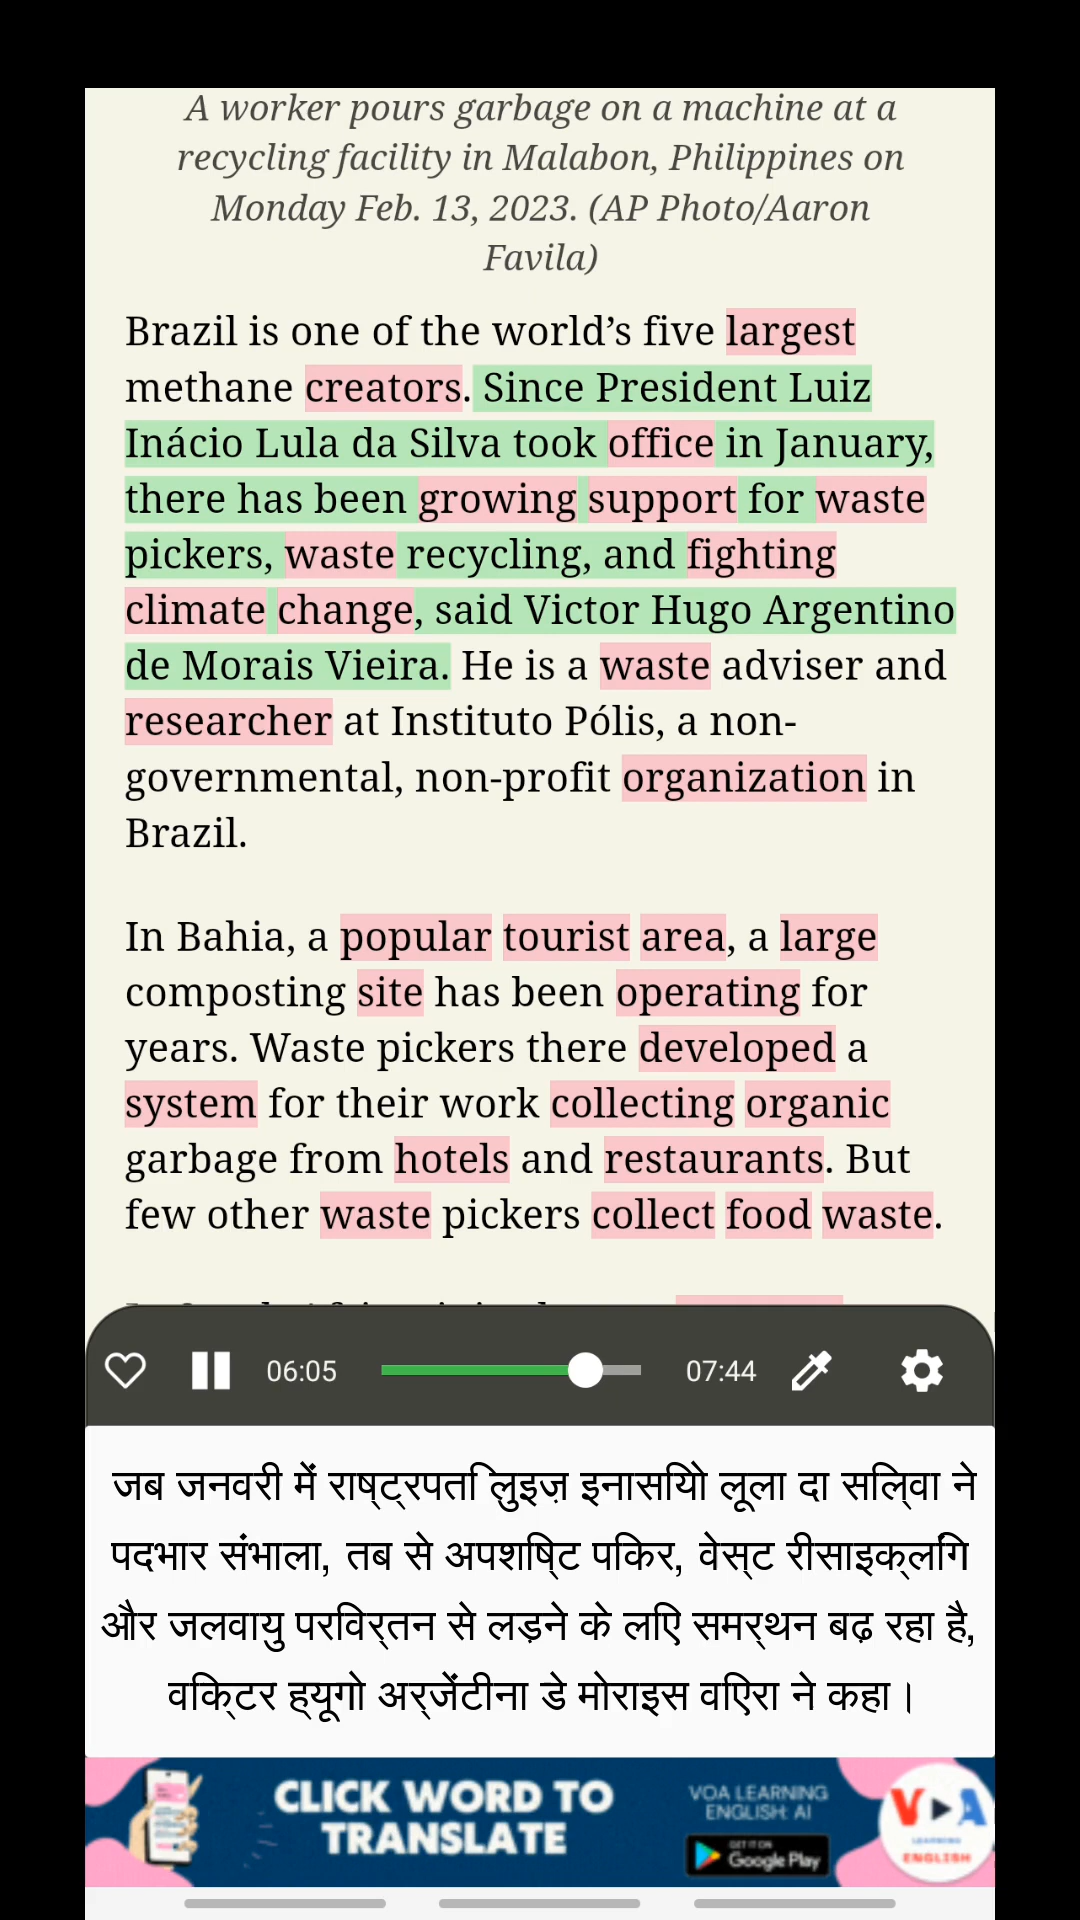 A worker pours garbage on a machine at a
recycling facility in Malabon, Philippines on
Monday Feb. 13, 2023. (AP Photo/Aaron
Favila)
Brazil is one of the world’s five largest
methane creators. Since President Luiz
Inácio Lula da Silva took office in January,
there has been growing support for waste
pickers, waste recycling, and fighting
climate change, said Victor Hugo Argentino
de Morais Vieira. He is a waste adviser and
researcher at Instituto Pólis, a non-
governmental, non-profit organization in
Brazil.
In Bahia, a popular tourist area, a large
composting site has been operating for
years. Waste pickers there developed a
system for their work collecting organic
garbage from hotels and restaurants. But
few other waste pickers collect food waste.
06:05 07:44
जब जनवरी में राष्ट्रपति लुइज़ इनासियो लूला दा सिल्वा ने
पदभार संभाला, तब से अपशिष्ट पिकर, वेस्ट रीसाइक्लिंग
और जलवायु परिवर्तन से लड़ने के लिए समर्थन बढ़ रहा है,
विक्टर ह्यूगो अर्जेंटीना डे मोराइस विएरा ने कहा।
CLICK WORD TO
TRANSLATE
VOA LEARNING
ENGLISH: AI
GET IT ON
Google Play
VOA
LEARNING
ENGLISH